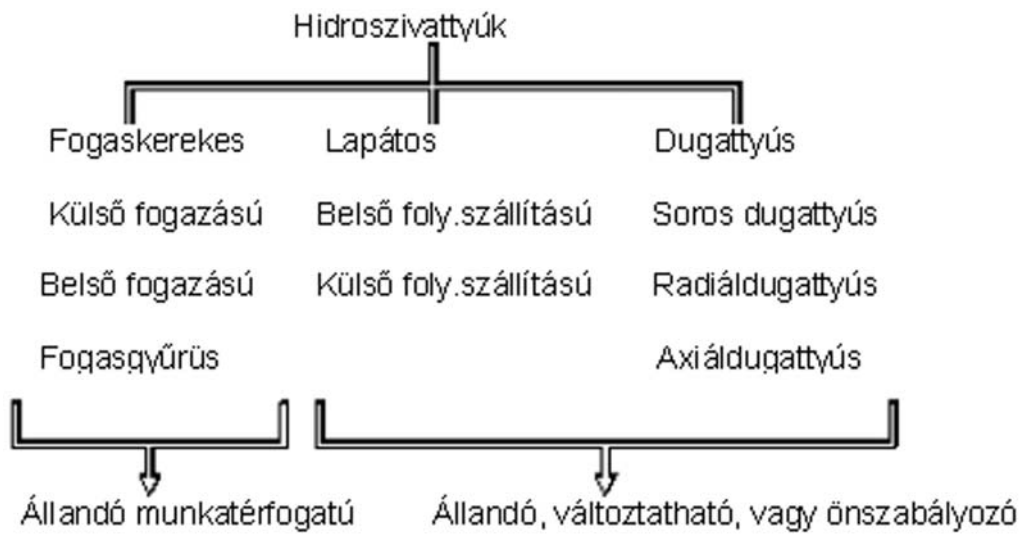 Hidroszivattyúk
Fogaskerekes Lapátos Dugattyús
Külső fogazású Belső foly.szállítású Soros dugattyús
Belső fogazású Külső foly.szállítású Radiáldugattyús
Fogasgyűrüs Axiáldugattyús
Állandó munkatérfogatú Állandó, változtatható, vagy önszabályozó